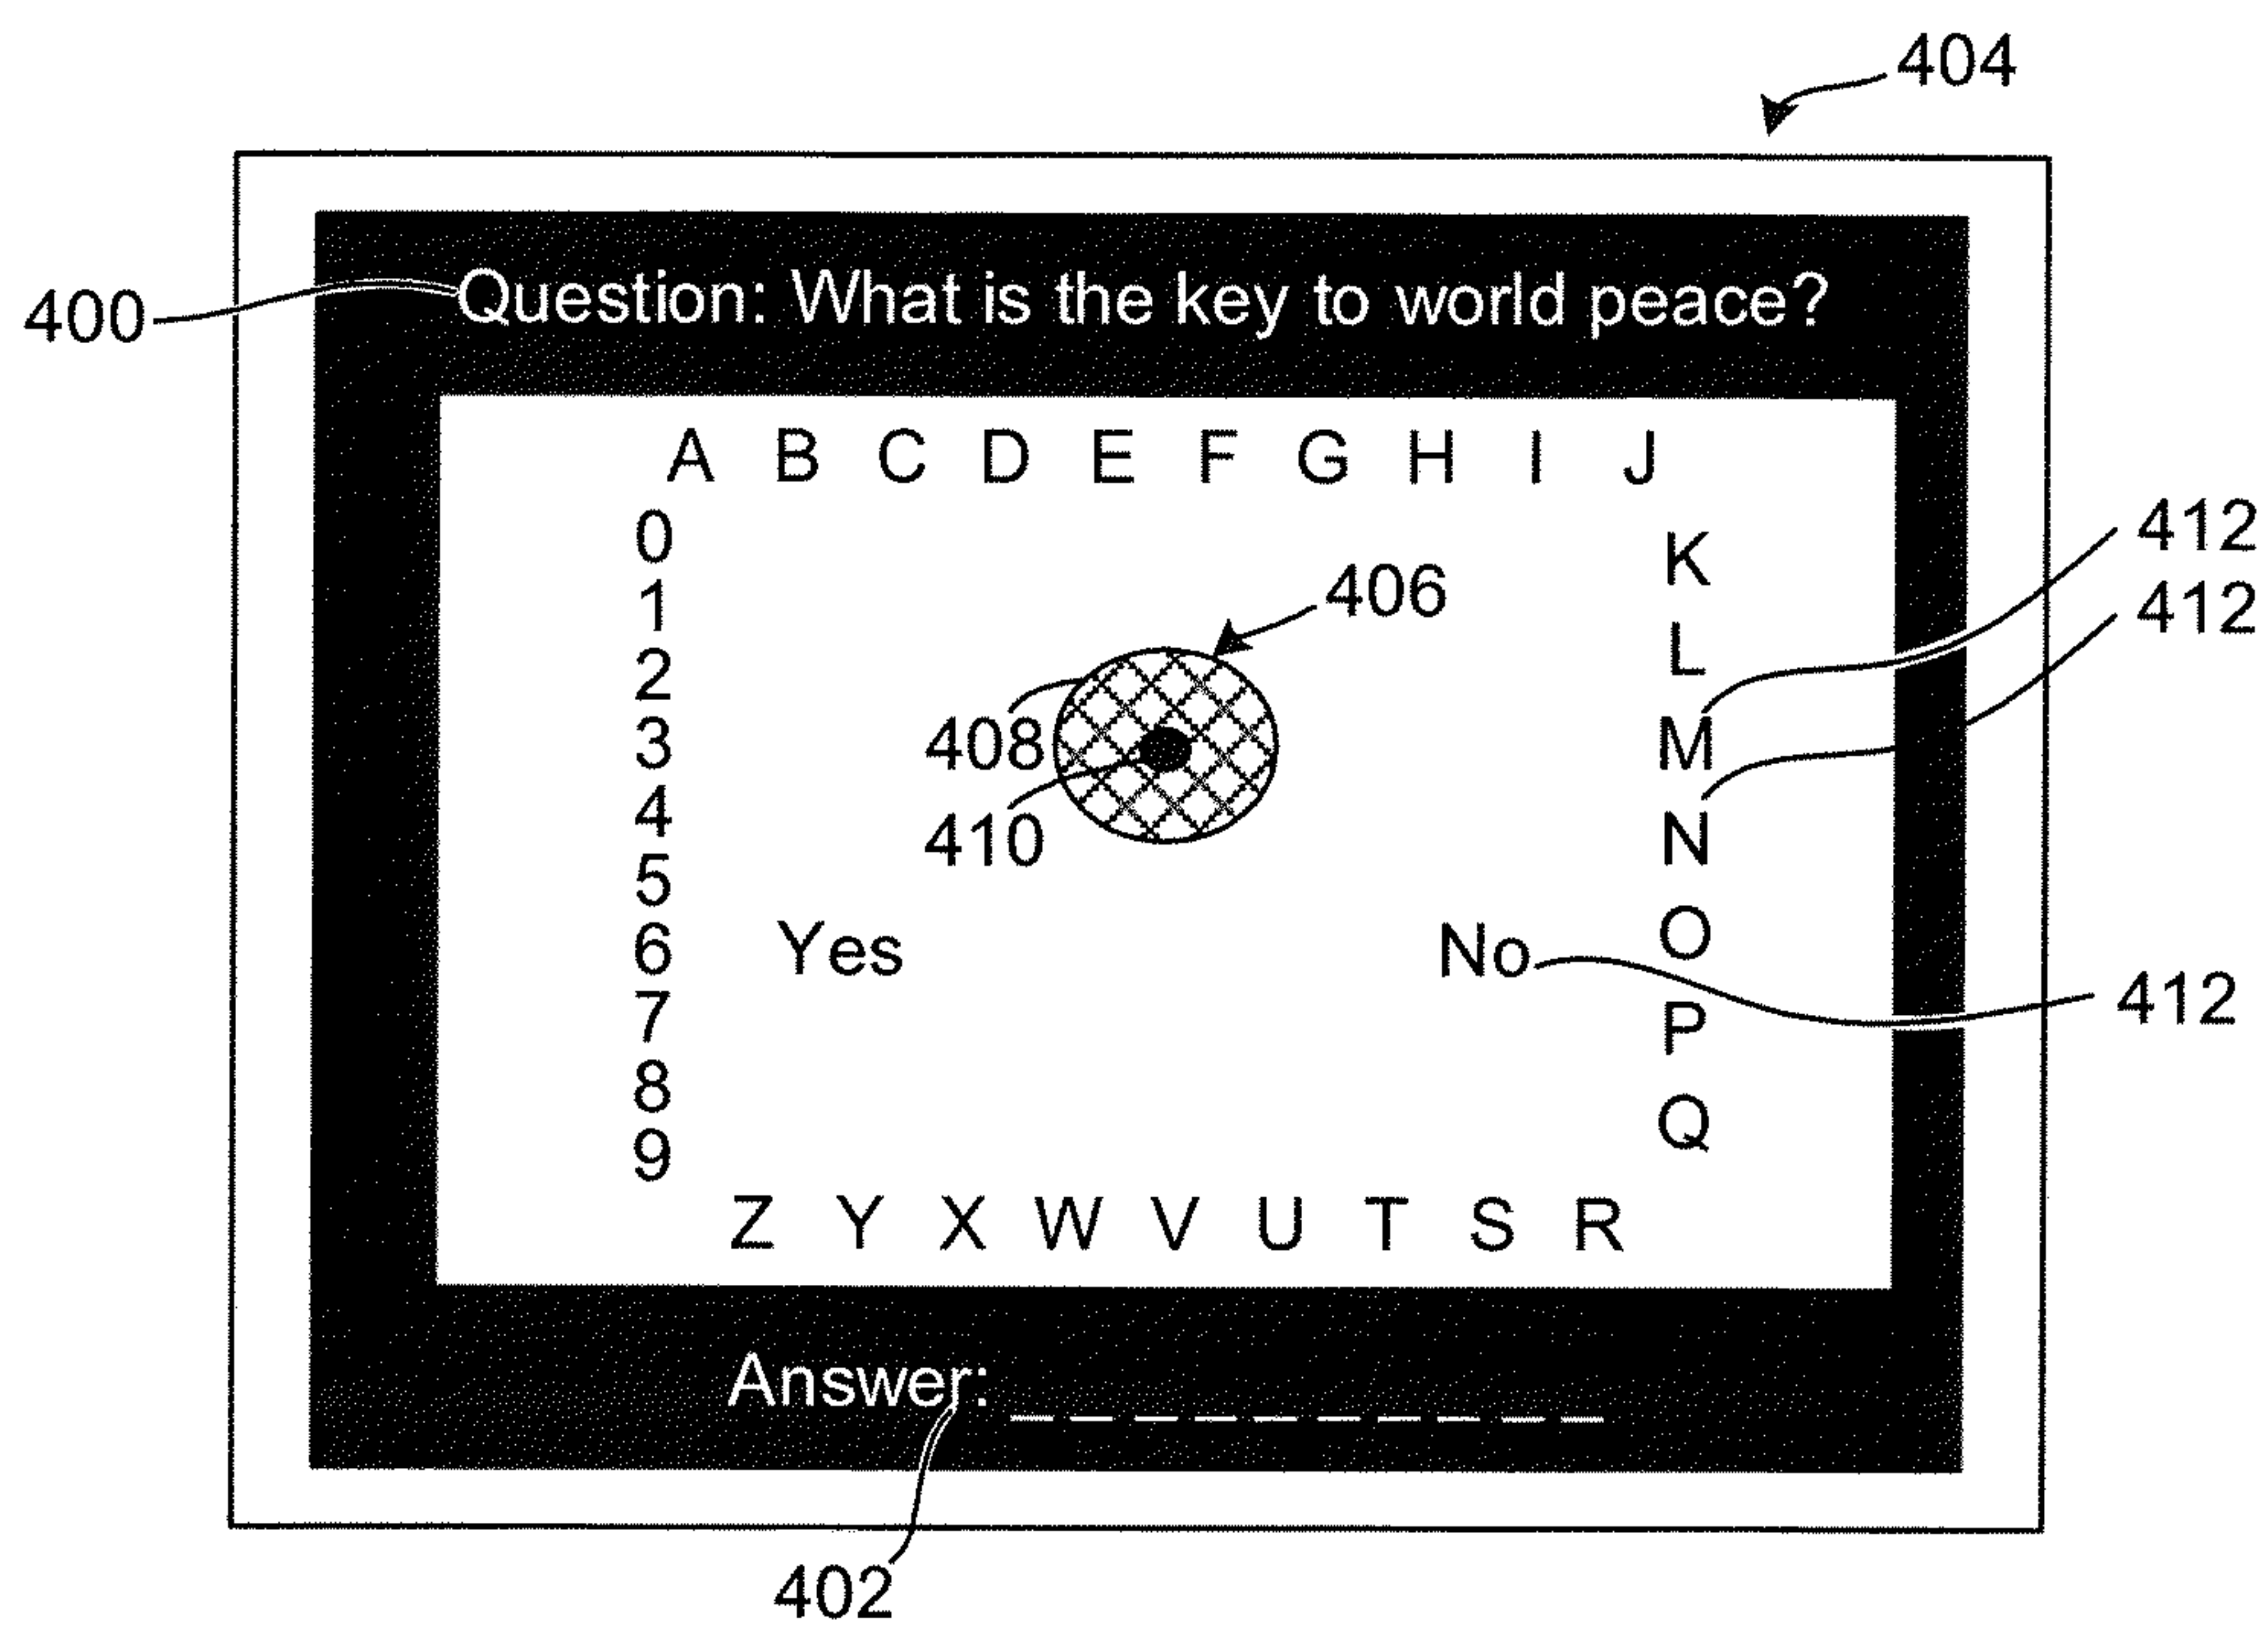 404
400
Question: What is the key to world peace?
A B C D E F G H I J
0
1
2
3
4
5
6
7
8
9
406
408
410
Yes
No
K
L
M
N
O
P
Q
412
412
412
Z Y X W V U T S R
Answer: _ _ _ _ _ _ _ _ _ _
402